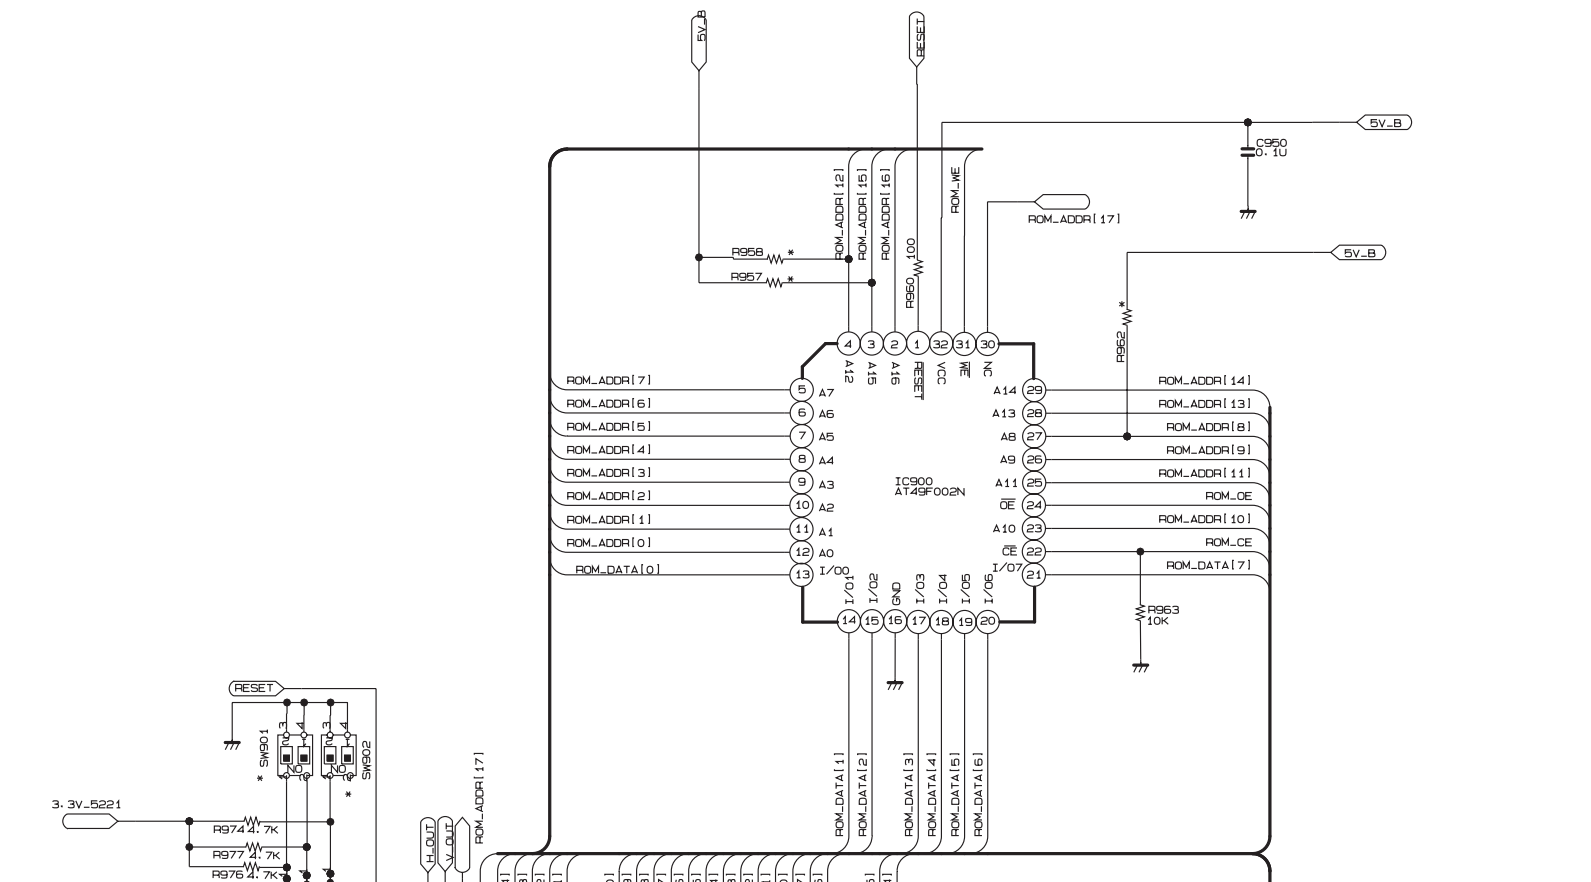 5V_B
RESET
5V_B
C950
0.1U
ROM_ADDR[12]
ROM_ADDR[15]
ROM_ADDR[16]
ROM_WE
ROM_ADDR[17]
R958 *
R957 *
R960 100
5V_B
*
R962
4 3 2 1 32 31 30
A12 A15 A16 RESET VCC WE NC
ROM_ADDR[7] 5 A7
ROM_ADDR[6] 6 A6
ROM_ADDR[5] 7 A5
ROM_ADDR[4] 8 A4
ROM_ADDR[3] 9 A3
ROM_ADDR[2] 10 A2
ROM_ADDR[1] 11 A1
ROM_ADDR[0] 12 A0
ROM_DATA[0] 13 I/O0
A14 29 ROM_ADDR[14]
A13 28 ROM_ADDR[13]
A8 27 ROM_ADDR[8]
A9 26 ROM_ADDR[9]
A11 25 ROM_ADDR[11]
OE 24 ROM_OE
A10 23 ROM_ADDR[10]
CE 22 ROM_CE
I/O7 21 ROM_DATA[7]
IC900
AT49F002N
I/O1 I/O2 GND I/O3 I/O4 I/O5 I/O6
14 15 16 17 18 19 20
R963
10K
ROM_DATA[1]
ROM_DATA[2]
ROM_DATA[3]
ROM_DATA[4]
ROM_DATA[5]
ROM_DATA[6]
RESET
3 4 3 4
SW901
*
NO
NO
SW902
*
3.3V_5221
R974 4.7K
R977 4.7K
R976 4.7K
H_OUT
V_OUT
ROM_ADDR[17]